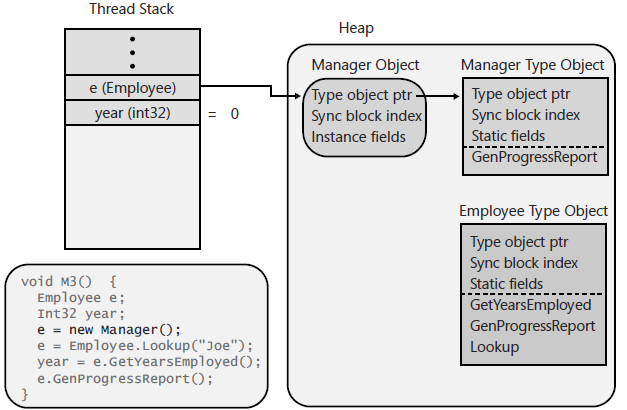 Thread Stack
Heap
e (Employee)
year (int32)
= 0
Manager Object
Type object ptr
Sync block index
Instance fields
Manager Type Object
Type object ptr
Sync block index
Static fields
GenProgressReport
Employee Type Object
Type object ptr
Sync block index
Static fields
GetYearsEmployed
GenProgressReport
Lookup
void M3() {
Employee e;
Int32 year;
e = new Manager();
e = Employee.Lookup("Joe");
year = e.GetYearsEmployed();
e.GenProgressReport();
}